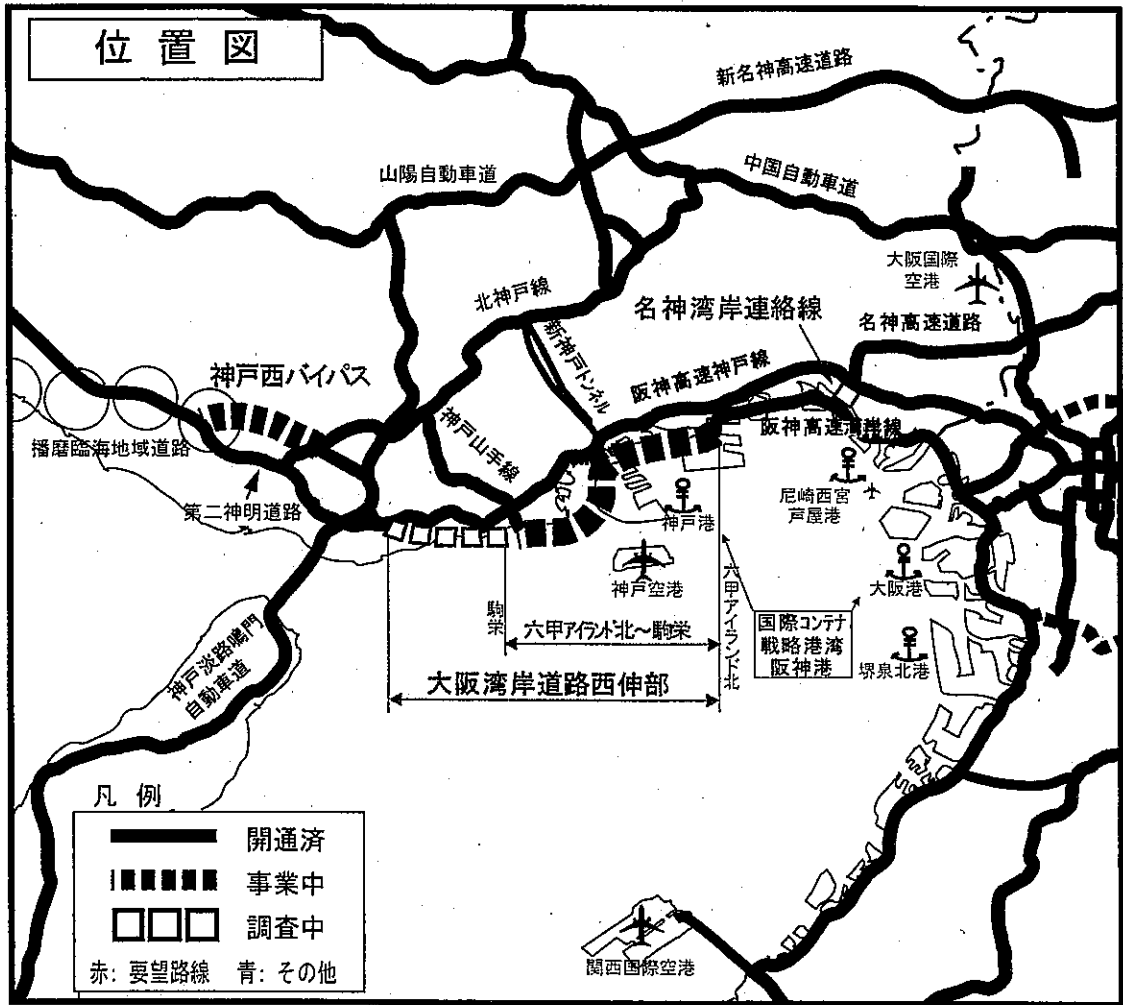 位置図
新名神高速道路
山陽自動車道
中国自動車道
大阪国際
空港
北神戸線
名神湾岸連絡線
名神高速道路
新神戸トンネル
神戸西バイパス
阪神高速神戸線
神戸山手線
阪神高速湾岸線
播磨臨海地域道路
第二神明道路
神戸港
尼崎西宮
芦屋港
神戸空港
大阪港
駒栄
六甲アイランド北～駒栄
六甲アイランド北
国際コンテナ
戦略港湾
阪神港
堺泉北港
大阪湾岸道路西伸部
神戸淡路鳴門
自動車道
凡例
開通済
事業中
調査中
赤：要望路線 青：その他
関西国際空港